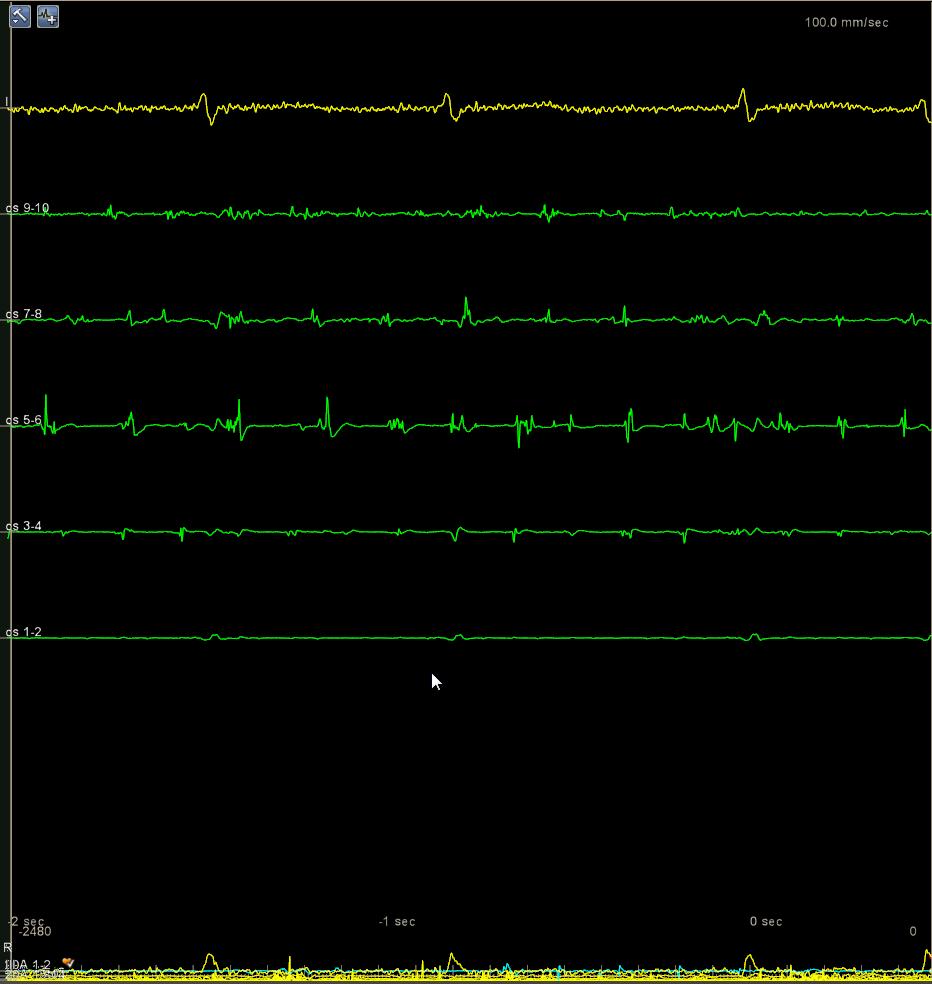 100.0 mm/sec
I
cs 9-10
cs 7-8
cs 5-6
cs 3-4
cs 1-2
-2 sec
-1 sec
0 sec
-2480
0